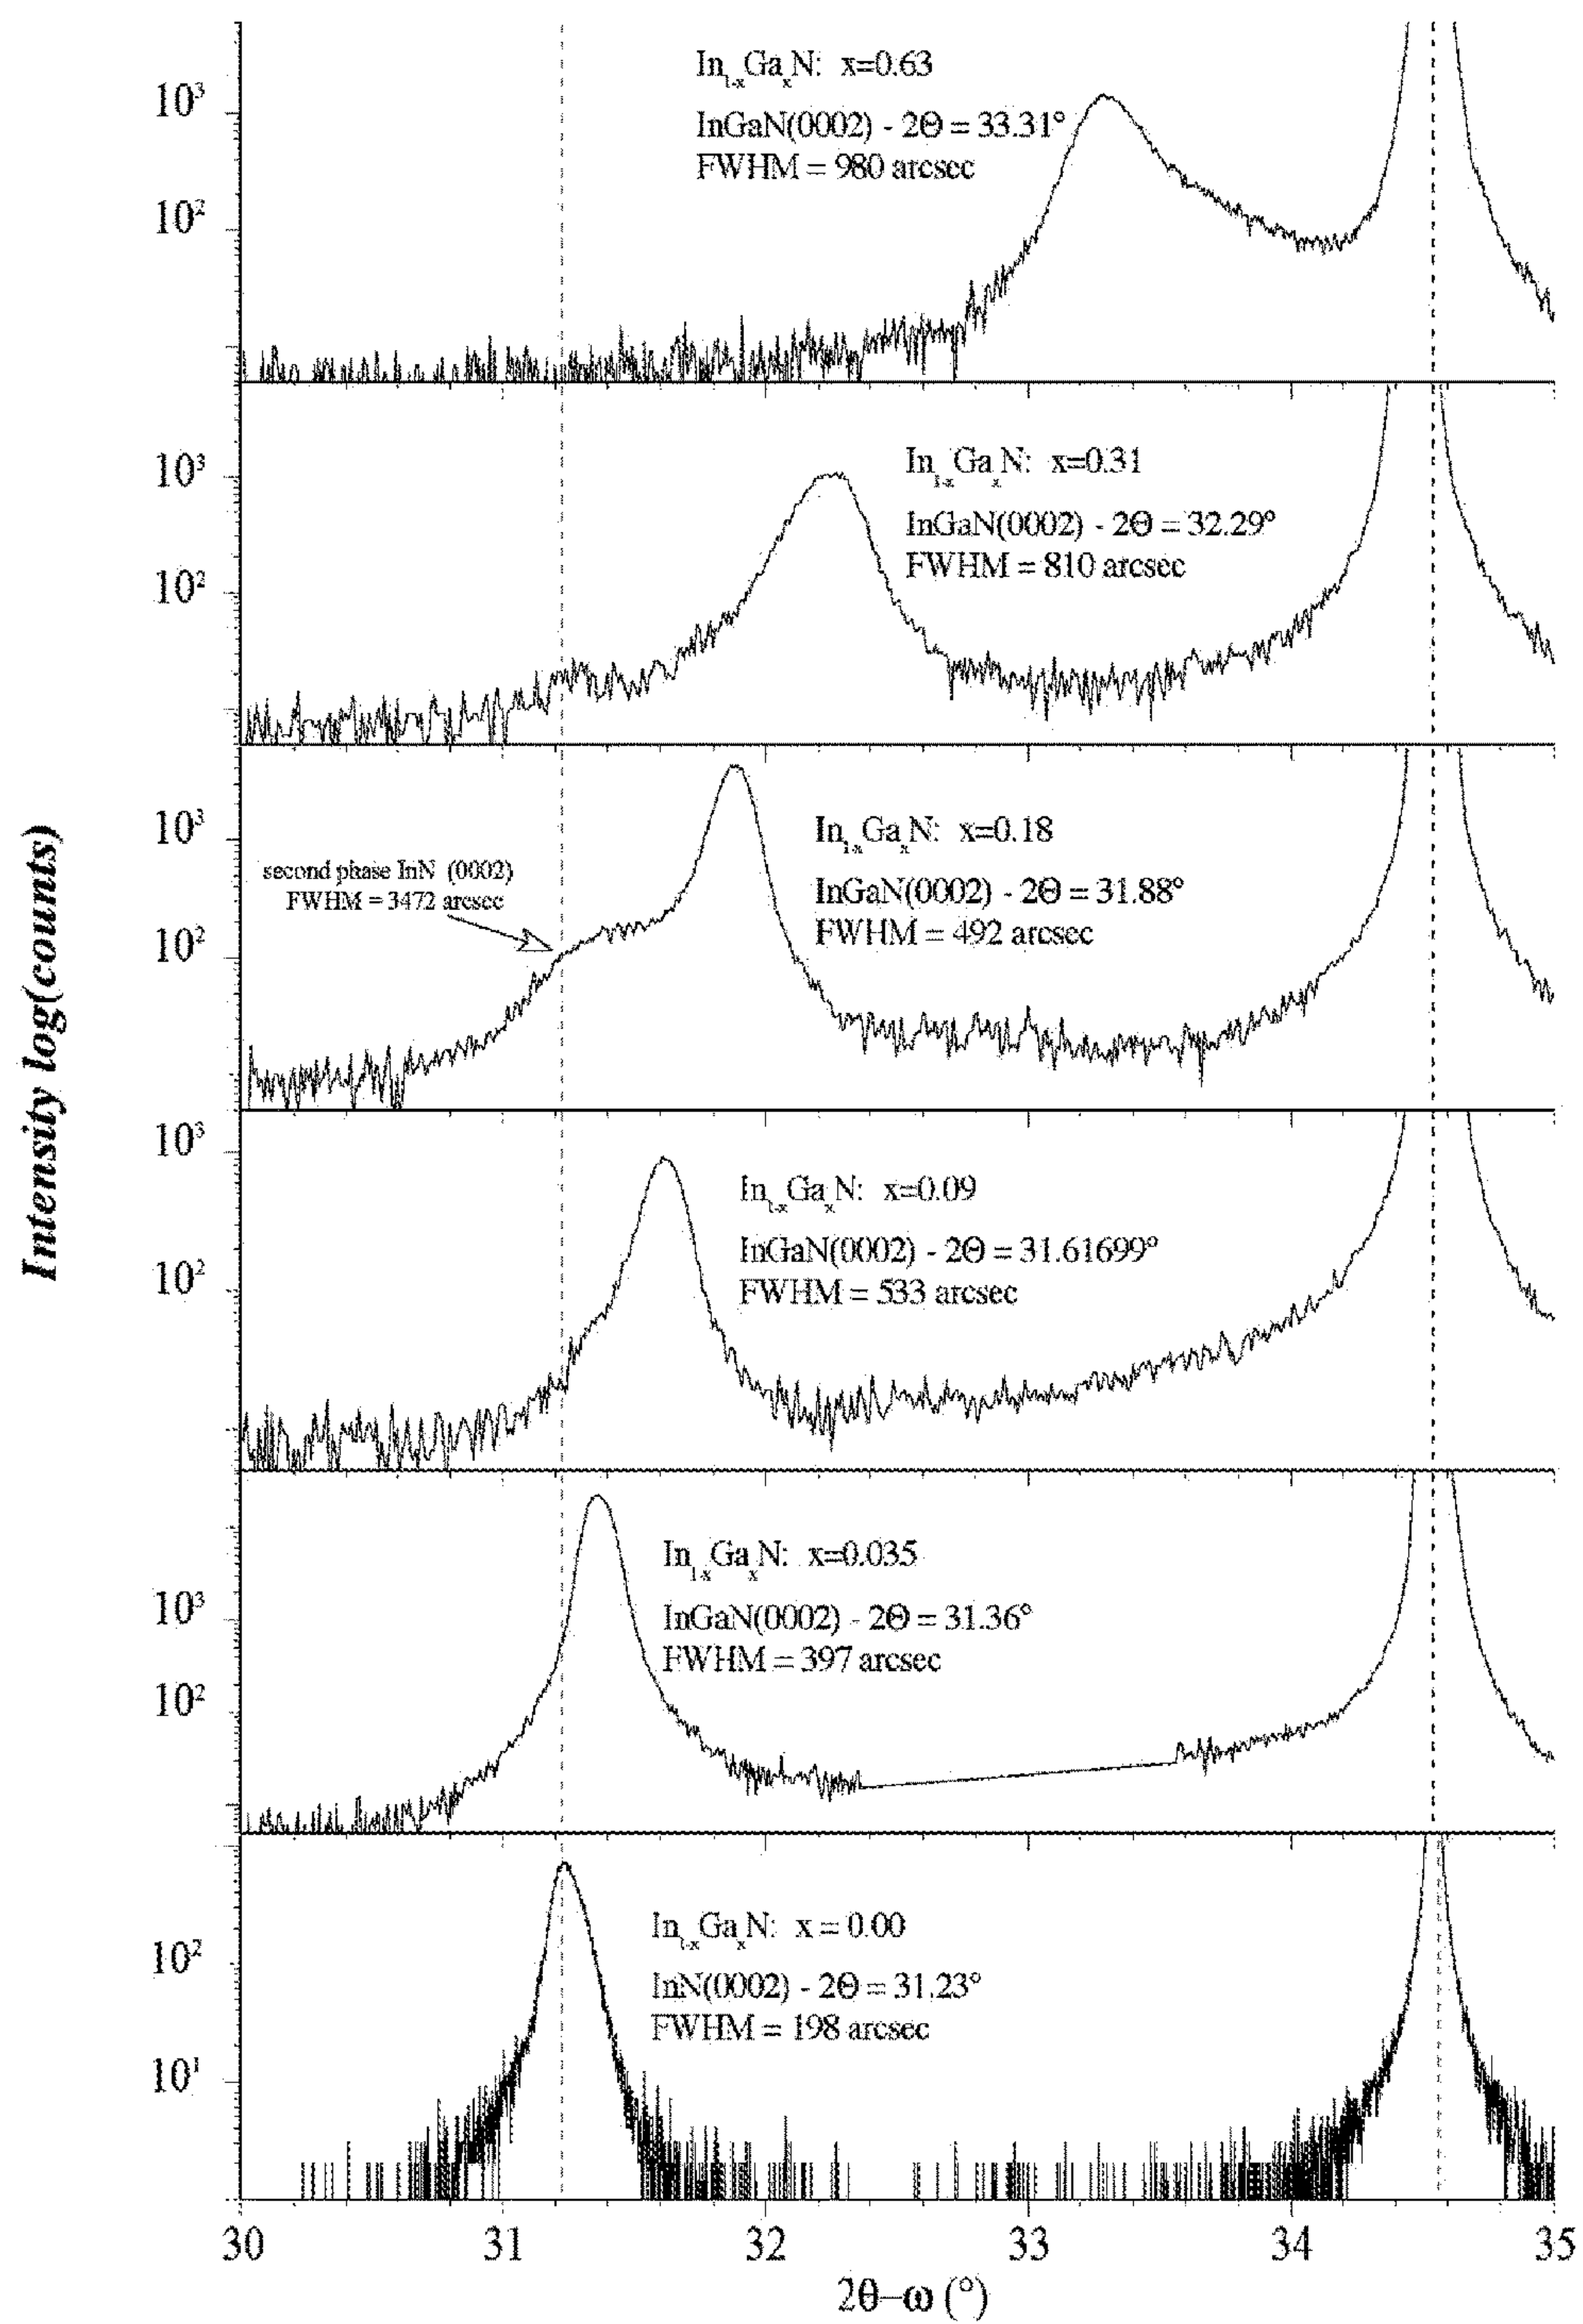 Intensity log(counts)
10³
10²
In₁₋ₓGaₓN: x=0.63
InGaN(0002) - 2Θ = 33.31°
FWHM = 980 arcsec
10³
10²
In₁₋ₓGaₓN: x=0.31
InGaN(0002) - 2Θ = 32.29°
FWHM = 810 arcsec
10³
10²
second phase InN (0002)
FWHM = 3472 arcsec
In₁₋ₓGaₓN: x=0.18
InGaN(0002) - 2Θ = 31.88°
FWHM = 492 arcsec
10³
10²
In₁₋ₓGaₓN: x=0.09
InGaN(0002) - 2Θ = 31.61699°
FWHM = 533 arcsec
10³
10²
In₁₋ₓGaₓN: x=0.035
InGaN(0002) - 2Θ = 31.36°
FWHM = 397 arcsec
10²
10¹
In₁₋ₓGaₓN: x = 0.00
InN(0002) - 2Θ = 31.23°
FWHM = 198 arcsec
30 31 32 33 34 35
2θ–ω (°)